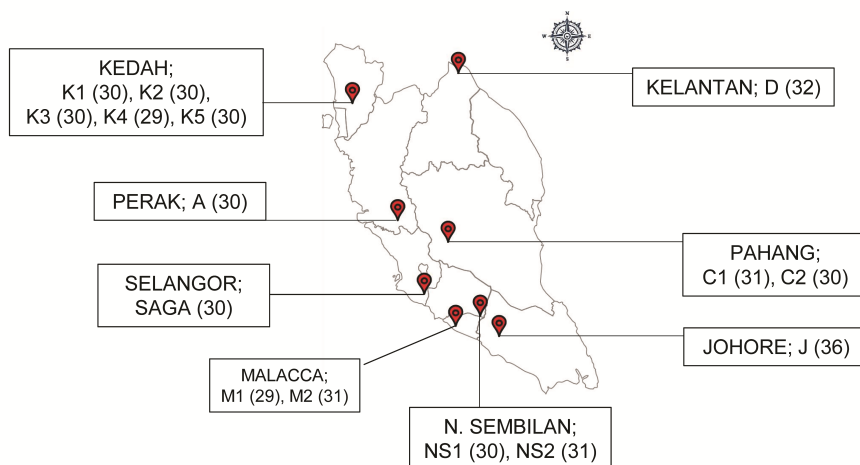 N
W
E
S
KEDAH;
K1 (30), K2 (30),
K3 (30), K4 (29), K5 (30)
KELANTAN; D (32)
PERAK; A (30)
PAHANG;
C1 (31), C2 (30)
SELANGOR;
SAGA (30)
JOHORE; J (36)
MALACCA;
M1 (29), M2 (31)
N. SEMBILAN;
NS1 (30), NS2 (31)